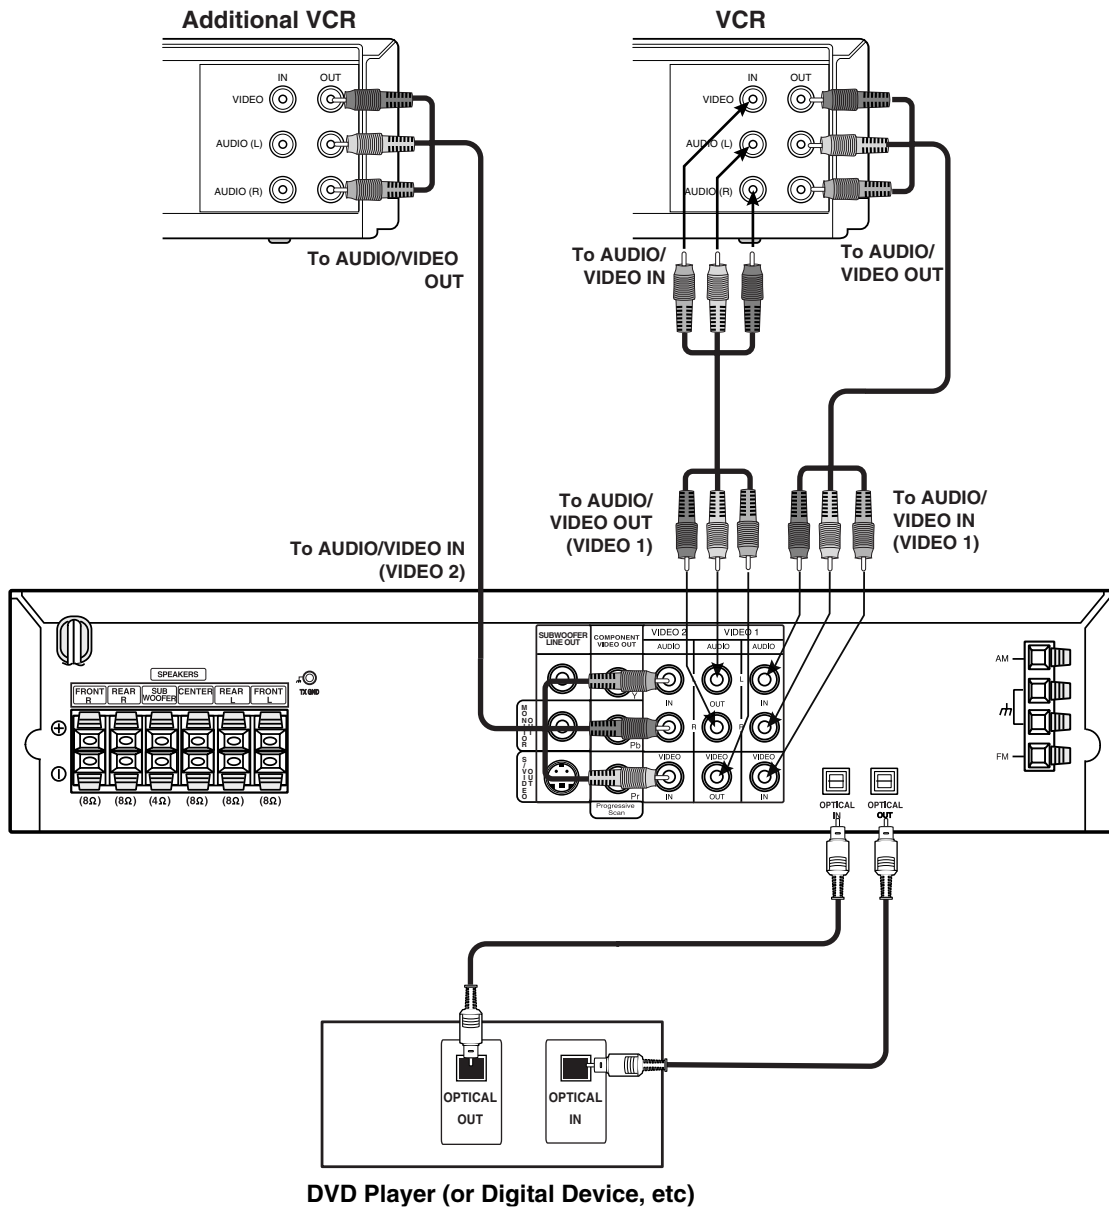 Additional VCR
VCR
IN OUT
VIDEO
AUDIO (L)
AUDIO (R)
IN OUT
VIDEO
AUDIO (L)
AUDIO (R)
To AUDIO/VIDEO
OUT
To AUDIO/
VIDEO IN
To AUDIO/
VIDEO OUT
To AUDIO/VIDEO IN
(VIDEO 2)
To AUDIO/
VIDEO OUT
(VIDEO 1)
To AUDIO/
VIDEO IN
(VIDEO 1)
SPEAKERS
FRONT
R
REAR
R
SUB
WOOFER
CENTER
REAR
L
FRONT
L
(8Ω) (8Ω) (4Ω) (8Ω) (8Ω) (8Ω)
TX GND
SUBWOOFER
LINE OUT
COMPONENT
VIDEO OUT
VIDEO 2
VIDEO 1
AUDIO
AUDIO
AUDIO
MONITOR
OUT
S/VIDEO
OUT
Y
Pb
Pr
Progressive
Scan
IN
OUT
L
IN
R
R
VIDEO
VIDEO
VIDEO
IN
OUT
IN
AM
FM
OPTICAL
IN
OPTICAL
OUT
OPTICAL
OUT
OPTICAL
IN
DVD Player (or Digital Device, etc)